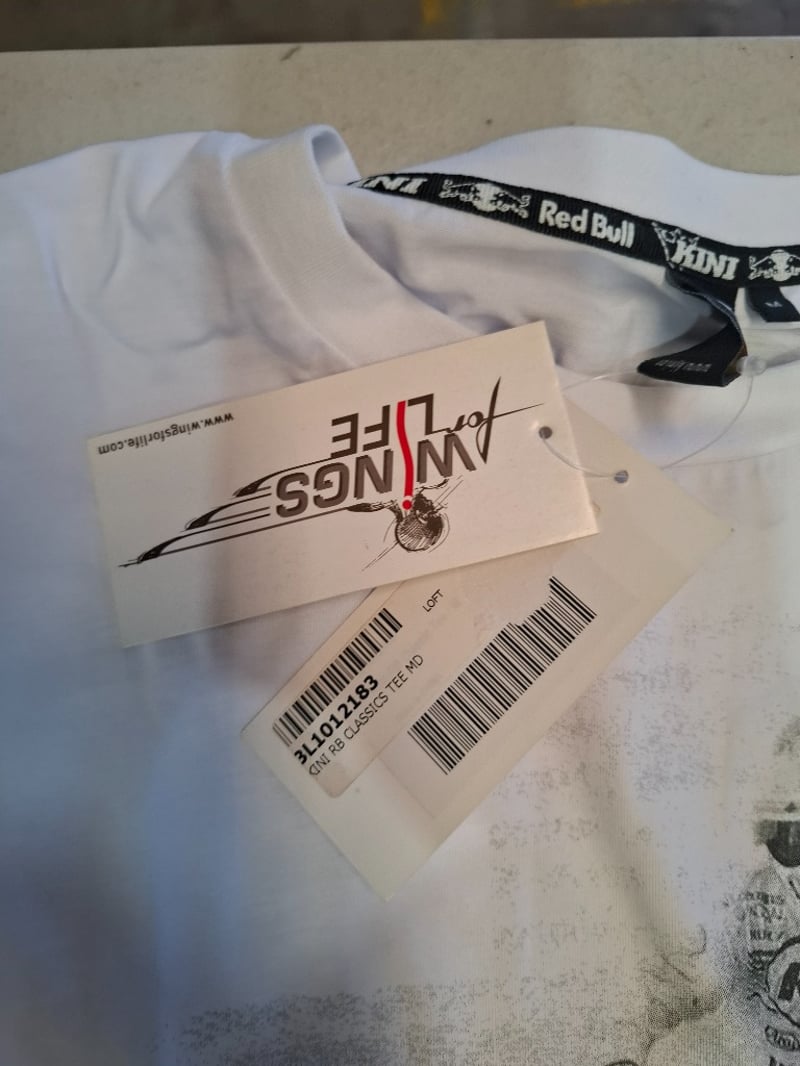 KINI
Red Bull
KINI
M
www.wingsforlife.com
WINGS
for LIFE
LOFT
3L1012183
KINI RB CLASSICS TEE MD